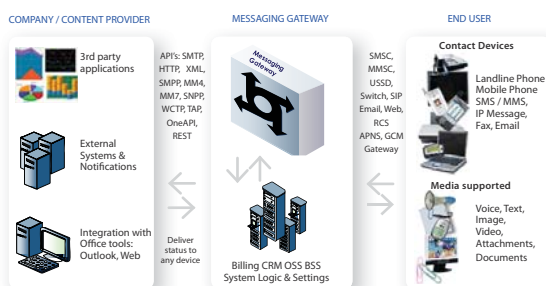 COMPANY / CONTENT PROVIDER
MESSAGING GATEWAY
END USER
3rd party
applications
External
Systems &
Notifications
Integration with
Office tools:
Outlook, Web
API's: SMTP,
HTTP, XML,
SMPP, MM4,
MM7, SNPP,
WCTP, TAP,
OneAPI,
REST
Deliver
status to
any device
Messaging
Gateway
Billing CRM OSS BSS
System Logic & Settings
SMSC,
MMSC,
USSD,
Switch, SIP
Email, Web,
RCS
APNS, GCM
Gateway
Contact Devices
Landline Phone
Mobile Phone
SMS / MMS,
IP Message,
Fax, Email
Media supported
Voice, Text,
Image,
Video,
Attachments,
Documents